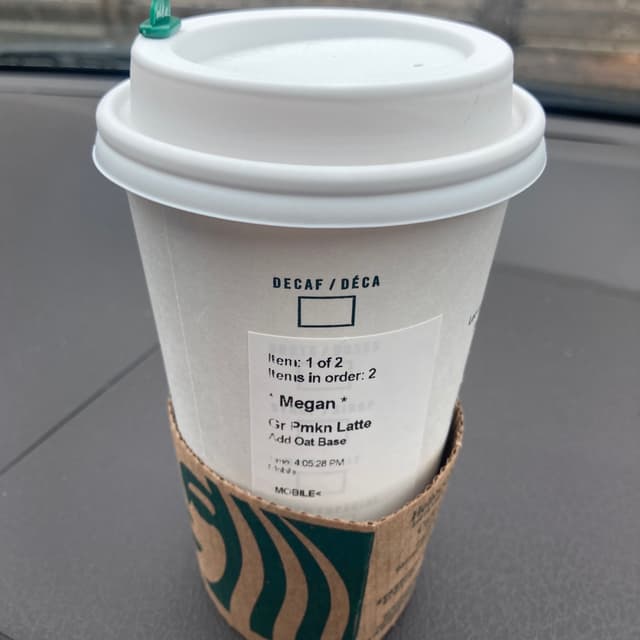 DECAF / DÉCA
Item: 1 of 2
Items in order: 2
* Megan *
Gr Pmkn Latte
Add Oat Base
Time: 4:05:28 PM
MOBILE<